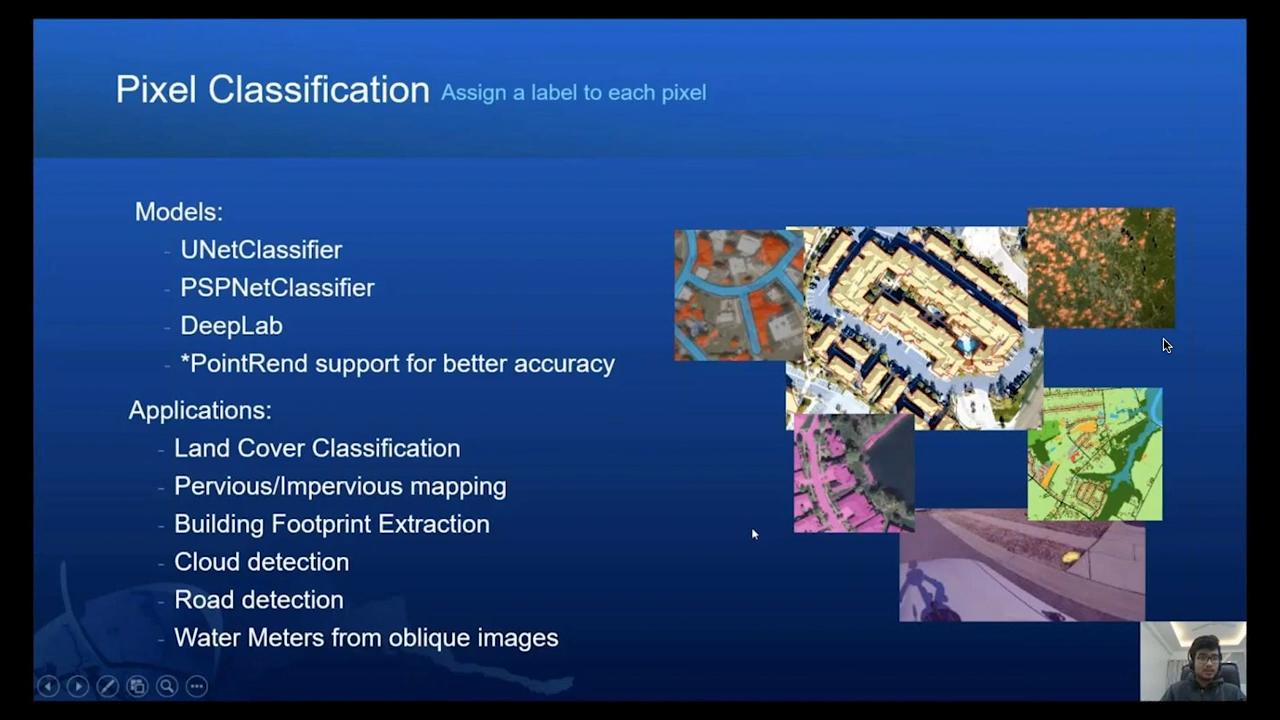 Pixel Classification Assign a label to each pixel
Models:
- UNetClassifier
- PSPNetClassifier
- DeepLab
- *PointRend support for better accuracy
Applications:
- Land Cover Classification
- Pervious/Impervious mapping
- Building Footprint Extraction
- Cloud detection
- Road detection
- Water Meters from oblique images